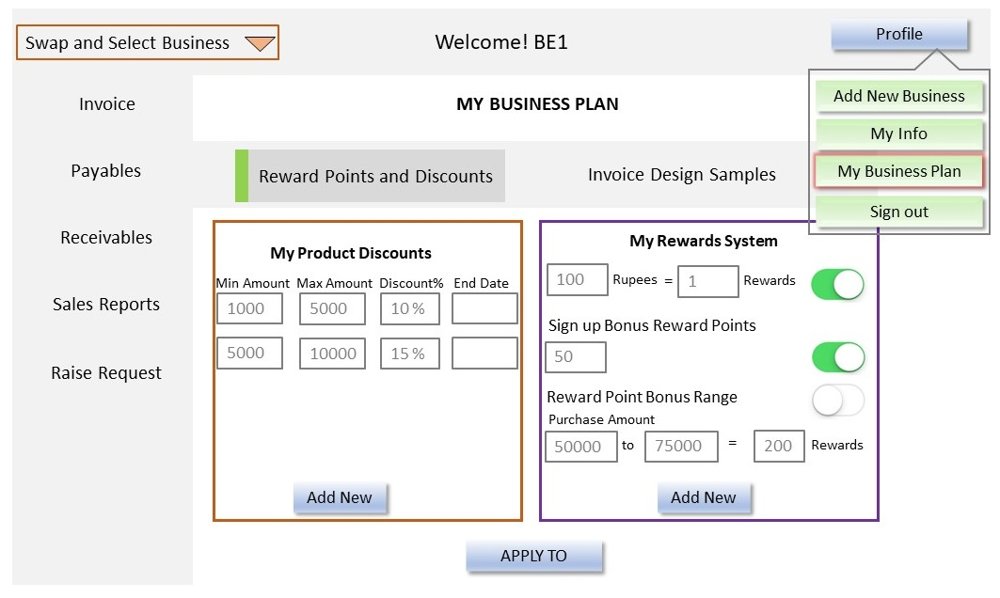 Swap and Select Business
Welcome! BE1
Profile
Add New Business
My Info
My Business Plan
Sign out
Invoice
Payables
Receivables
Sales Reports
Raise Request
MY BUSINESS PLAN
Reward Points and Discounts
Invoice Design Samples
My Product Discounts
Min Amount Max Amount Discount% End Date
1000 5000 10 %
5000 10000 15 %
Add New
My Rewards System
100 Rupees = 1 Rewards
Sign up Bonus Reward Points
50
Reward Point Bonus Range
Purchase Amount
50000 to 75000 = 200 Rewards
Add New
APPLY TO